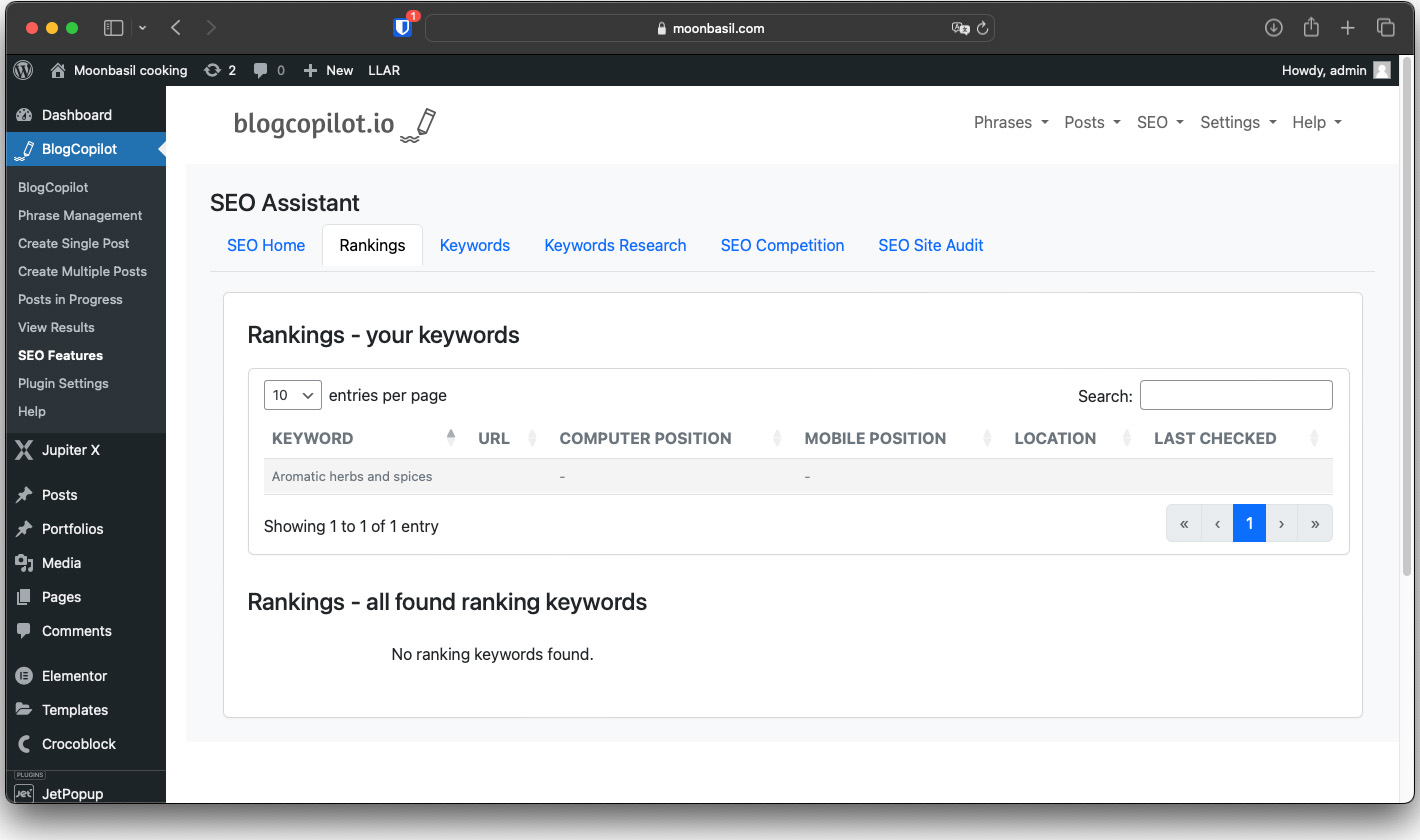 1
moonbasil.com
Moonbasil cooking 2 0 New LLAR
Howdy, admin
Dashboard
BlogCopilot
BlogCopilot
Phrase Management
Create Single Post
Create Multiple Posts
Posts in Progress
View Results
SEO Features
Plugin Settings
Help
Jupiter X
Posts
Portfolios
Media
Pages
Comments
Elementor
Templates
Crocoblock
PLUGINS
Jet JetPopup
blogcopilot.io
Phrases Posts SEO Settings Help
SEO Assistant
SEO Home Rankings Keywords Keywords Research SEO Competition SEO Site Audit
Rankings - your keywords
10 entries per page Search:
KEYWORD URL COMPUTER POSITION MOBILE POSITION LOCATION LAST CHECKED
Aromatic herbs and spices - -
Showing 1 to 1 of 1 entry
« ‹ 1 › »
Rankings - all found ranking keywords
No ranking keywords found.